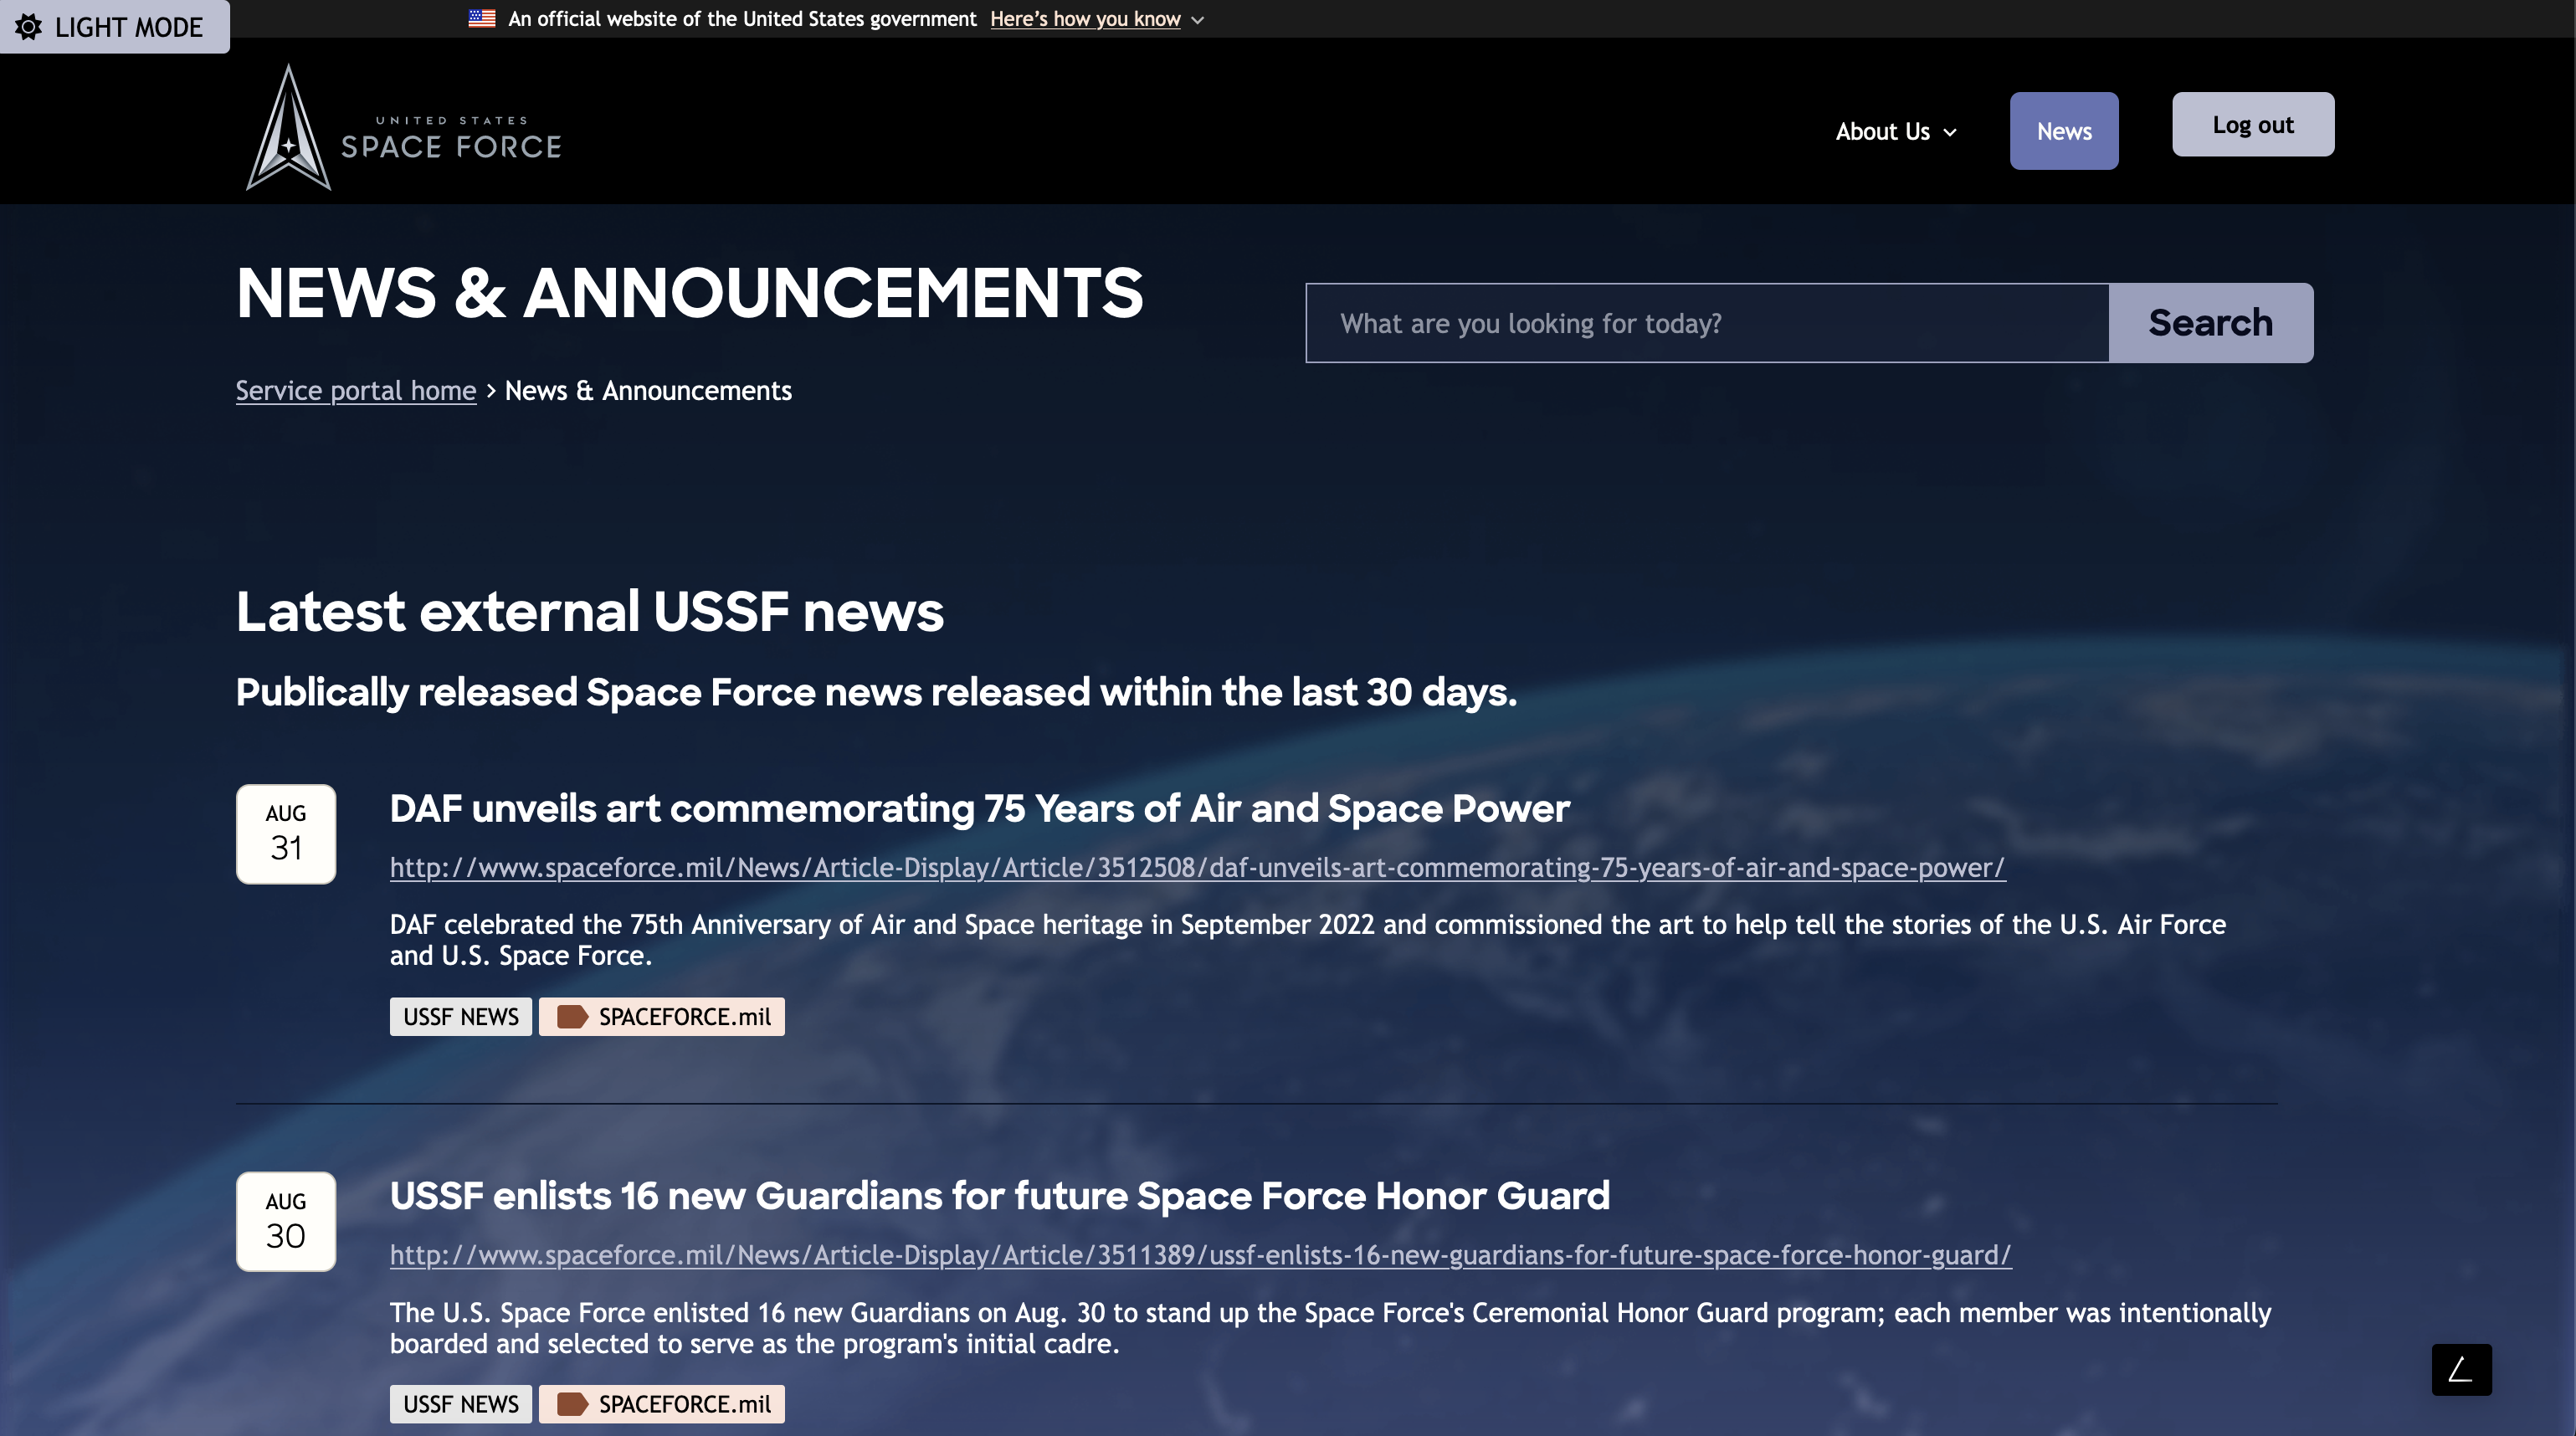 LIGHT MODE
An official website of the United States government Here’s how you know
UNITED STATES
SPACE FORCE
About Us
News
Log out
NEWS & ANNOUNCEMENTS
What are you looking for today?
Search
Service portal home > News & Announcements
Latest external USSF news
Publically released Space Force news released within the last 30 days.
AUG
31
DAF unveils art commemorating 75 Years of Air and Space Power
http://www.spaceforce.mil/News/Article-Display/Article/3512508/daf-unveils-art-commemorating-75-years-of-air-and-space-power/
DAF celebrated the 75th Anniversary of Air and Space heritage in September 2022 and commissioned the art to help tell the stories of the U.S. Air Force
and U.S. Space Force.
USSF NEWS
SPACEFORCE.mil
AUG
30
USSF enlists 16 new Guardians for future Space Force Honor Guard
http://www.spaceforce.mil/News/Article-Display/Article/3511389/ussf-enlists-16-new-guardians-for-future-space-force-honor-guard/
The U.S. Space Force enlisted 16 new Guardians on Aug. 30 to stand up the Space Force's Ceremonial Honor Guard program; each member was intentionally
boarded and selected to serve as the program's initial cadre.
USSF NEWS
SPACEFORCE.mil